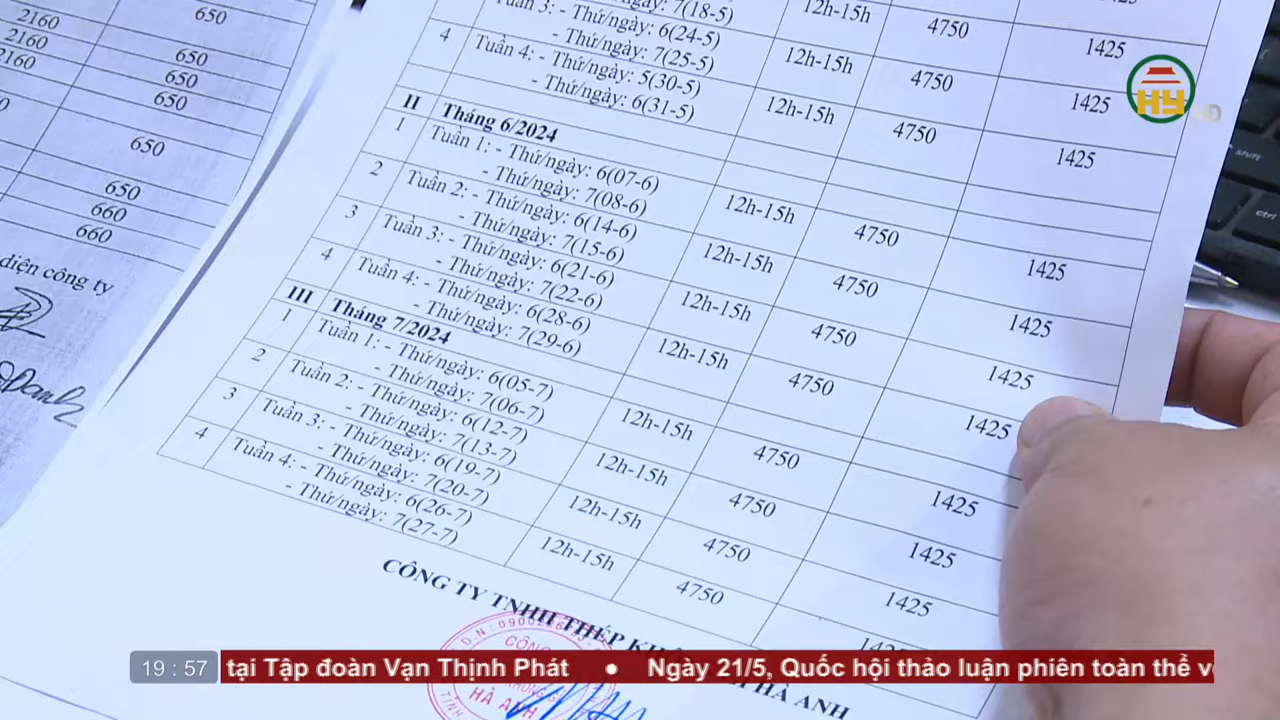 2160 650
2160 650
2160 650
650
650
650
660
660
diện công ty
Danh
Tuần 3: - Thứ/ngày: 6(24-5) 12h-15h 4750 1425
- Thứ/ngày: 7(25-5)
4 Tuần 4: - Thứ/ngày: 5(30-5) 12h-15h 4750 1425
- Thứ/ngày: 6(31-5)
II Tháng 6/2024
1 Tuần 1: - Thứ/ngày: 6(07-6) 12h-15h 4750 1425
- Thứ/ngày: 7(08-6)
2 Tuần 2: - Thứ/ngày: 6(14-6) 12h-15h 4750 1425
- Thứ/ngày: 7(15-6)
3 Tuần 3: - Thứ/ngày: 6(21-6) 12h-15h 4750 1425
- Thứ/ngày: 7(22-6)
4 Tuần 4: - Thứ/ngày: 6(28-6) 12h-15h 4750 1425
- Thứ/ngày: 7(29-6)
III Tháng 7/2024
1 Tuần 1: - Thứ/ngày: 6(05-7) 12h-15h 4750 1425
- Thứ/ngày: 7(06-7)
2 Tuần 2: - Thứ/ngày: 6(12-7) 12h-15h 4750 1425
- Thứ/ngày: 7(13-7)
3 Tuần 3: - Thứ/ngày: 6(19-7) 12h-15h 4750 1425
- Thứ/ngày: 7(20-7)
4 Tuần 4: - Thứ/ngày: 6(26-7) 12h-15h 4750
- Thứ/ngày: 7(27-7)
CÔNG TY TNHH THÉP HÀ ANH
HÀ ANH
shift
ctrl
HY HD
19 : 57 tại Tập đoàn Vạn Thịnh Phát ● Ngày 21/5, Quốc hội thảo luận phiên toàn thể về